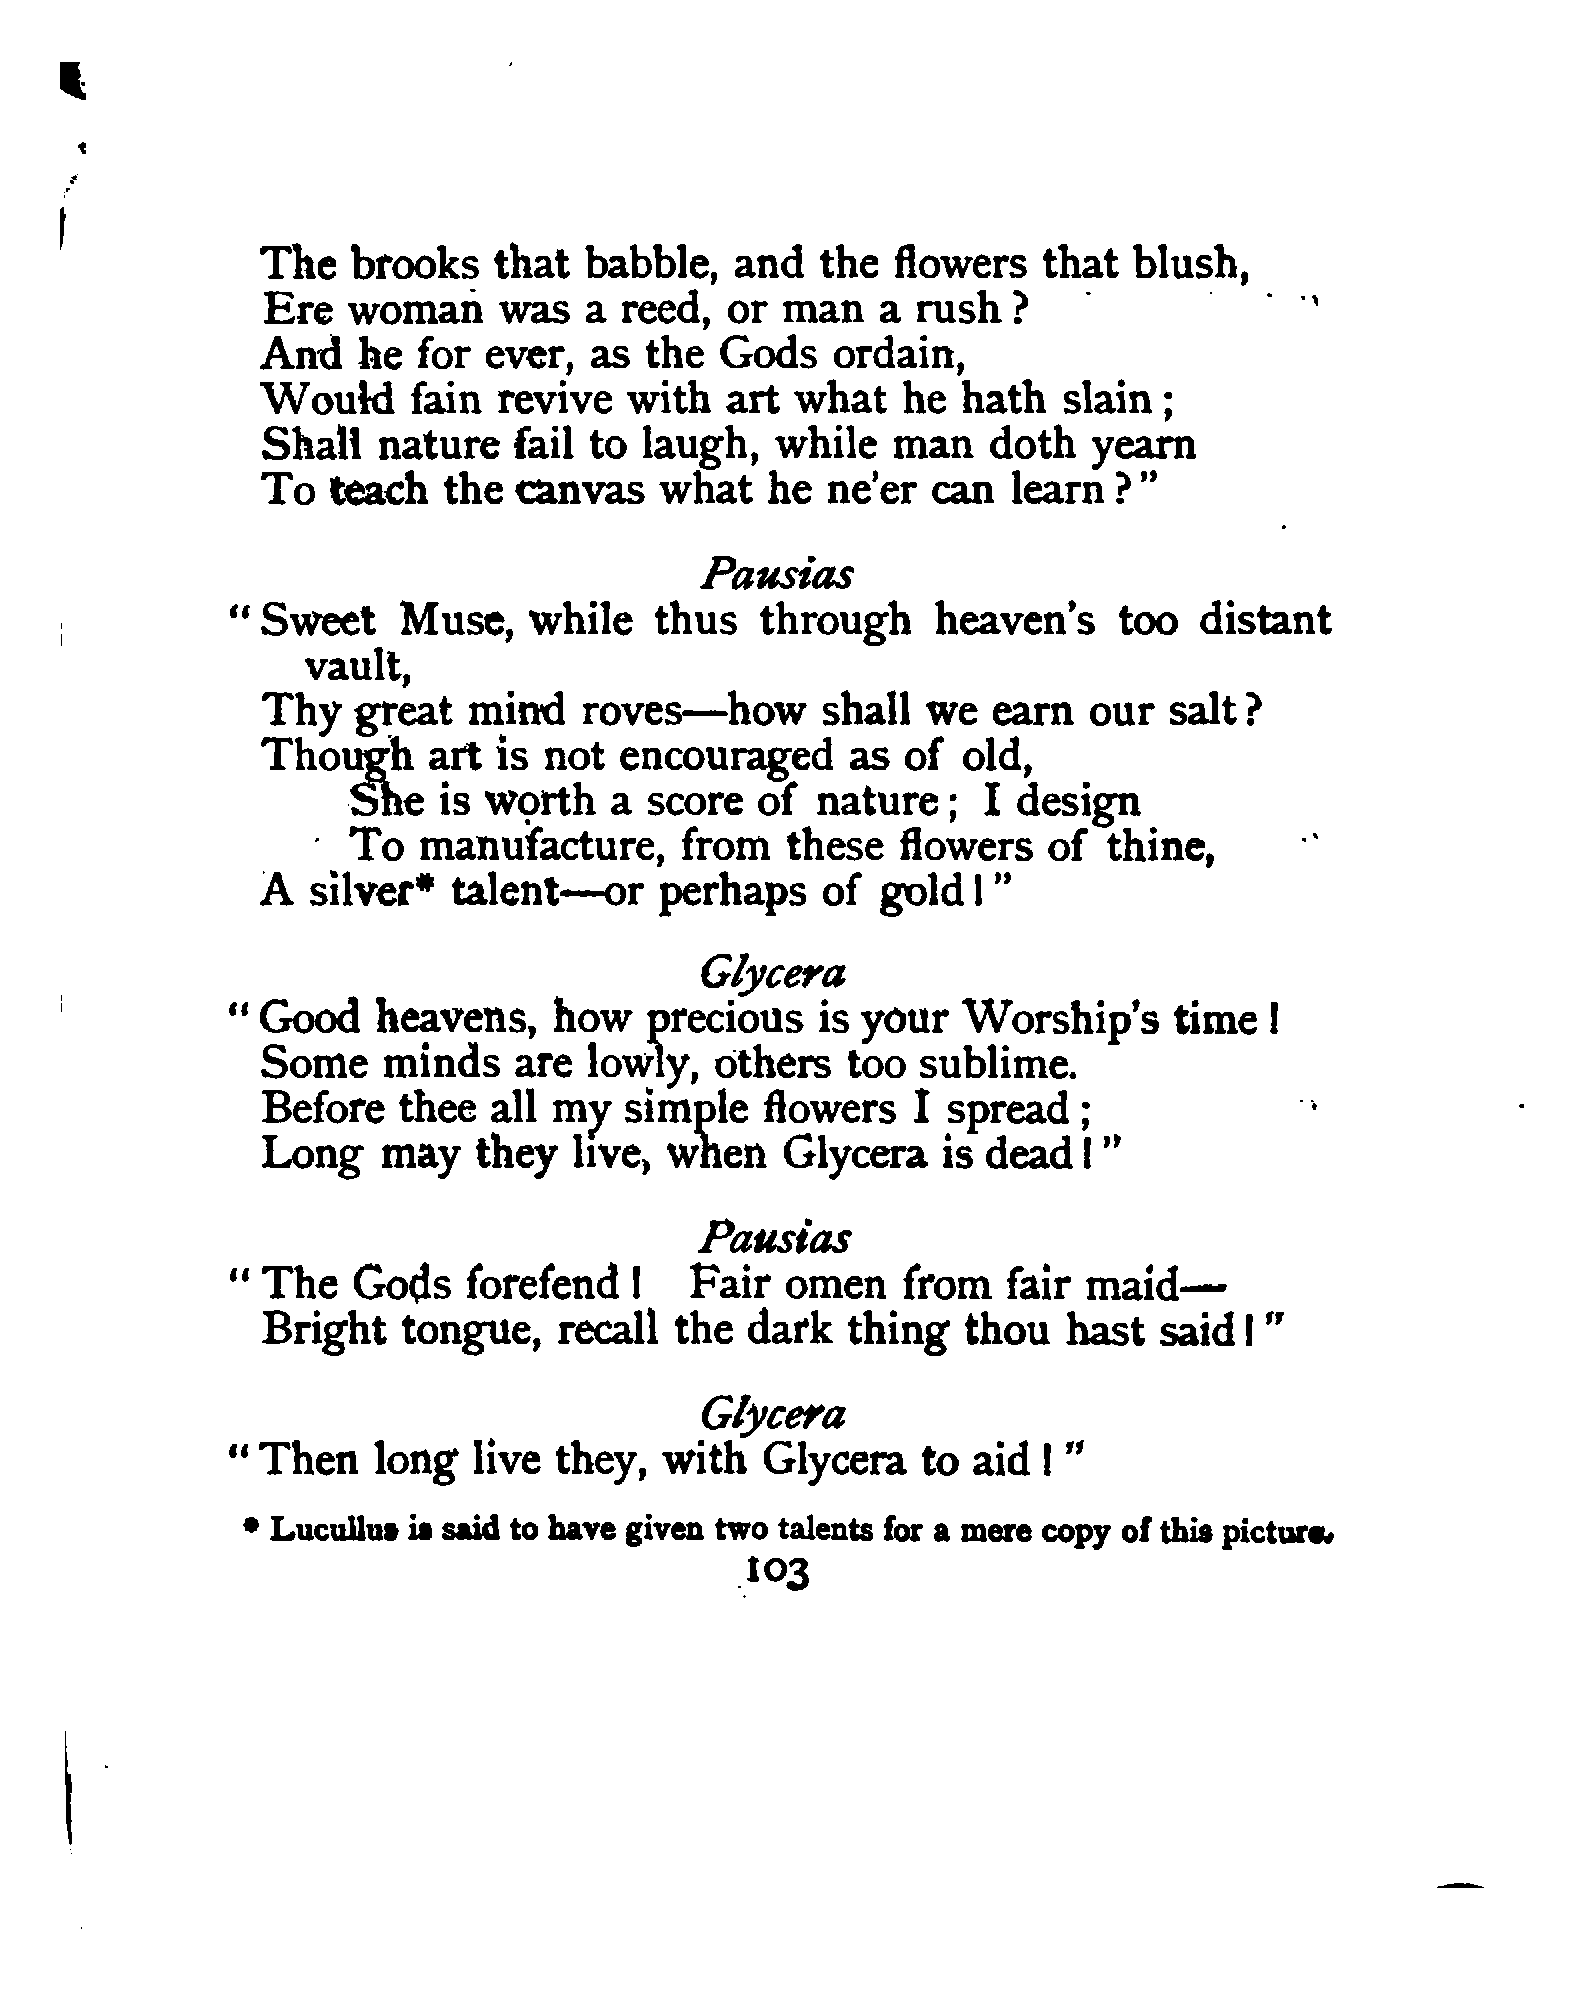 The brooks that babble, and the flowers that blush,
Ere woman was a reed, or man a rush?
And he for ever, as the Gods ordain,
Would fain revive with art what he hath slain;
Shall nature fail to laugh, while man doth yearn
To teach the canvas what he ne'er can learn?"
Pausias
"Sweet Muse, while thus through heaven's too distant
vault,
Thy great mind roves—how shall we earn our salt?
Though art is not encouraged as of old,
She is worth a score of nature; I design
To manufacture, from these flowers of thine,
A silver* talent—or perhaps of gold!"
Glycera
"Good heavens, how precious is your Worship's time!
Some minds are lowly, others too sublime.
Before thee all my simple flowers I spread;
Long may they live, when Glycera is dead!"
Pausias
"The Gods forefend! Fair omen from fair maid—
Bright tongue, recall the dark thing thou hast said!"
Glycera
"Then long live they, with Glycera to aid!"
* Lucullus is said to have given two talents for a mere copy of this picture.
103